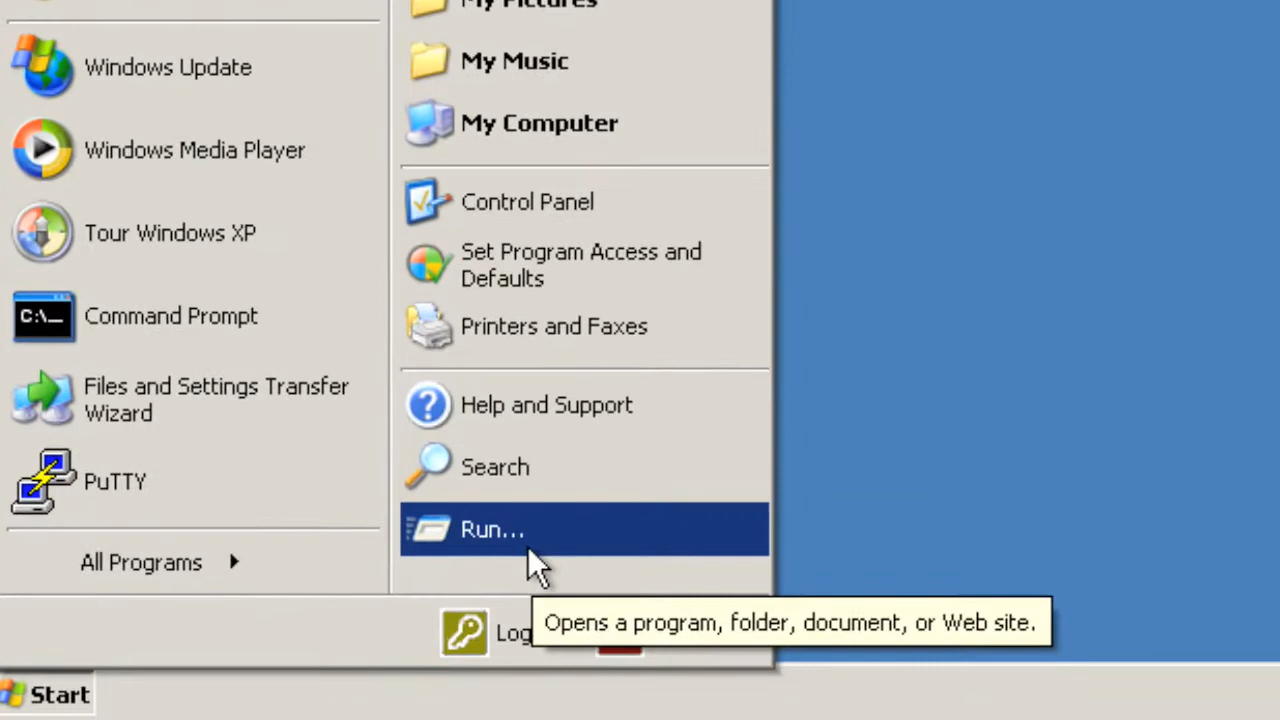 My Pictures
Windows Update
My Music
My Computer
Windows Media Player
Control Panel
Tour Windows XP
Set Program Access and
Defaults
C:\_
Command Prompt
Printers and Faxes
Files and Settings Transfer
Wizard
Help and Support
PuTTY
Search
Run...
All Programs
Log
Opens a program, folder, document, or Web site.
Start